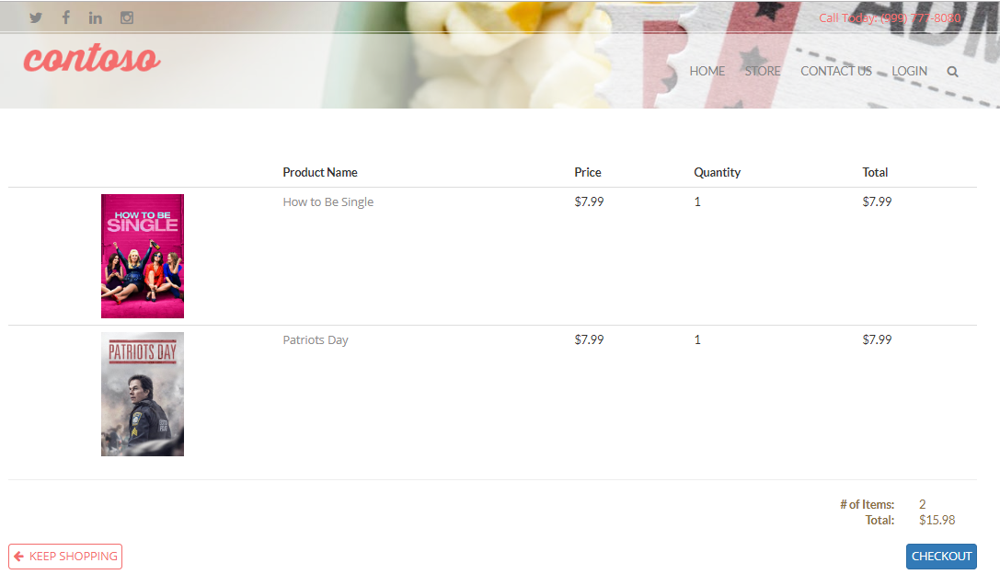 Call Today: (999) 777-8080
ADM
contoso
HOME STORE CONTACT US LOGIN
Product Name Price Quantity Total
How to Be Single $7.99 1 $7.99
HOW TO BE
SINGLE
Patriots Day $7.99 1 $7.99
PATRIOTS DAY
# of Items: 2
Total: $15.98
KEEP SHOPPING CHECKOUT